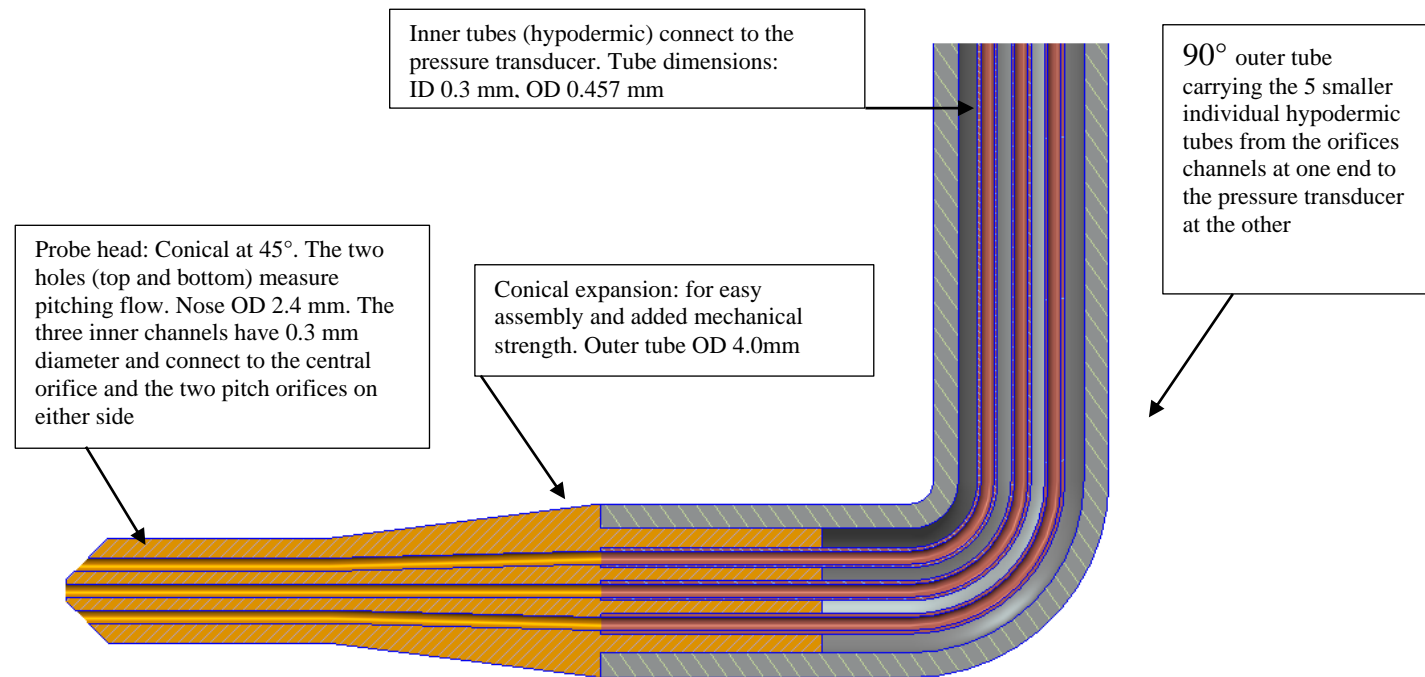 Inner tubes (hypodermic) connect to the
pressure transducer. Tube dimensions:
ID 0.3 mm, OD 0.457 mm
90° outer tube
carrying the 5 smaller
individual hypodermic
tubes from the orifices
channels at one end to
the pressure transducer
at the other
Probe head: Conical at 45°. The two
holes (top and bottom) measure
pitching flow. Nose OD 2.4 mm. The
three inner channels have 0.3 mm
diameter and connect to the central
orifice and the two pitch orifices on
either side
Conical expansion: for easy
assembly and added mechanical
strength. Outer tube OD 4.0mm